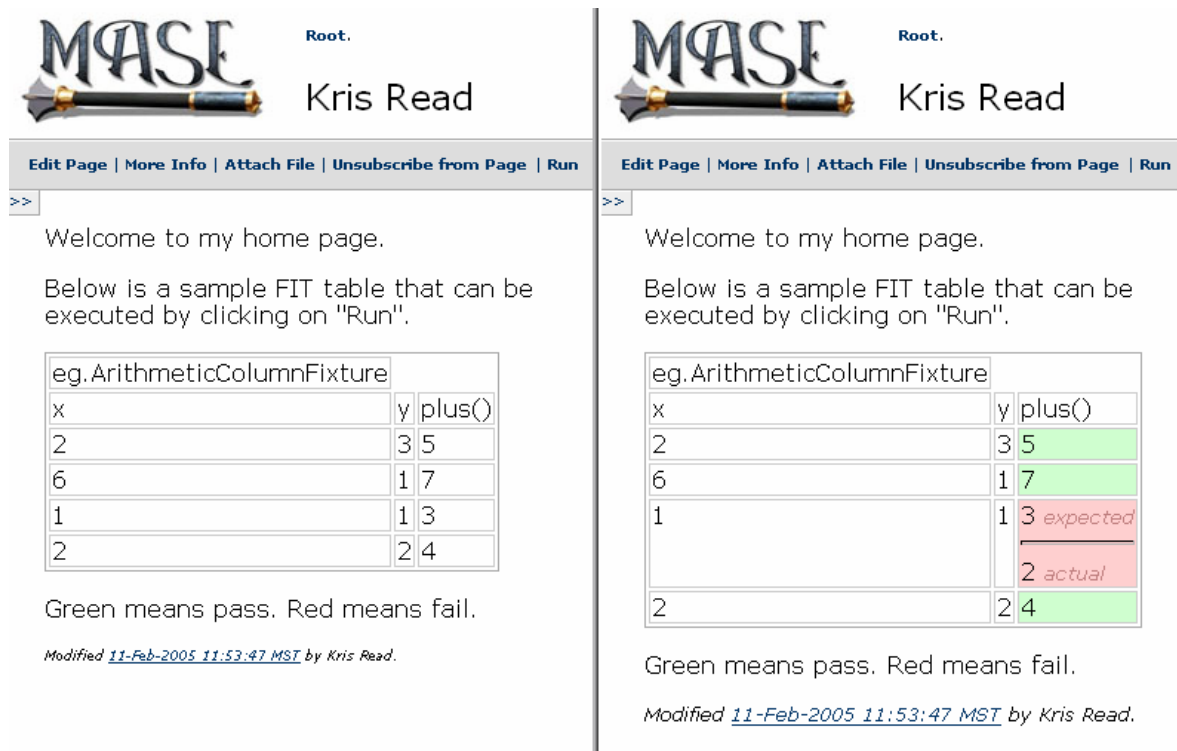 MASE
Root.
Kris Read
Edit Page | More Info | Attach File | Unsubscribe from Page | Run
>>
Welcome to my home page.
Below is a sample FIT table that can be
executed by clicking on "Run".
eg.ArithmeticColumnFixture
x y plus()
2 3 5
6 1 7
1 1 3
2 2 4
Green means pass. Red means fail.
Modified 11-Feb-2005 11:53:47 MST by Kris Read.
MASE
Root.
Kris Read
Edit Page | More Info | Attach File | Unsubscribe from Page | Run
>>
Welcome to my home page.
Below is a sample FIT table that can be
executed by clicking on "Run".
eg.ArithmeticColumnFixture
x y plus()
2 3 5
6 1 7
1 1 3 expected
2 actual
2 2 4
Green means pass. Red means fail.
Modified 11-Feb-2005 11:53:47 MST by Kris Read.